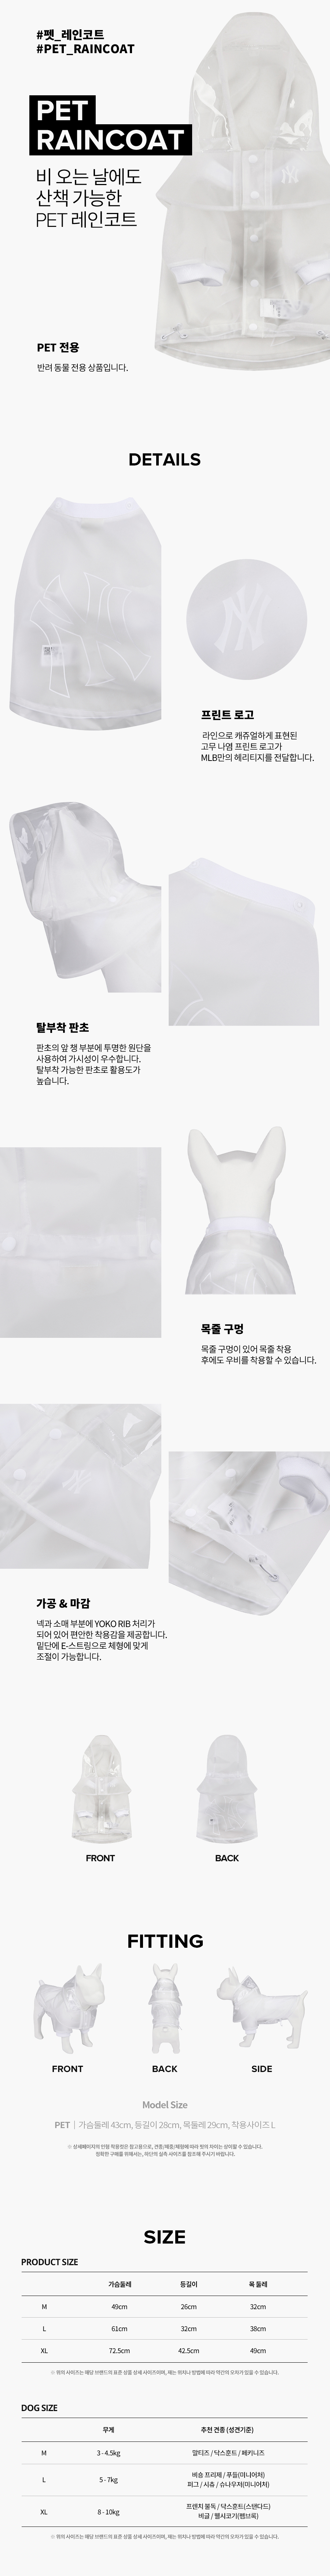 #펫_레인코트
#PET_RAINCOAT
PET
RAINCOAT
비 오는 날에도
산책 가능한
PET 레인코트
PET 전용
반려 동물 전용 상품입니다.
DETAILS
프린트 로고
라인으로 캐쥬얼하게 표현된
고무 나염 프린트 로고가
MLB만의 헤리티지를 전달합니다.
탈부착 판초
판초의 앞 챙 부분에 투명한 원단을
사용하여 가시성이 우수합니다.
탈부착 가능한 판초로 활용도가
높습니다.
목줄 구멍
목줄 구멍이 있어 목줄 착용
후에도 우비를 착용할 수 있습니다.
가공 & 마감
넥과 소매 부분에 YOKO RIB 처리가
되어 있어 편안한 착용감을 제공합니다.
밑단에 E-스트링으로 체형에 맞게
조절이 가능합니다.
FRONT BACK
FITTING
FRONT BACK SIDE
Model Size
PET | 가슴둘레 43cm, 등길이 28cm, 목둘레 29cm, 착용사이즈 L
※ 상세페이지의 인형 착용컷은 참고용으로, 견종/체중/체형에 따라 핏의 차이는 상이할 수 있습니다.
정확한 구매를 위해서는, 하단의 실측 사이즈를 참조해 주시기 바랍니다.
SIZE
PRODUCT SIZE
가슴둘레 등길이 목 둘레
M 49cm 26cm 32cm
L 61cm 32cm 38cm
XL 72.5cm 42.5cm 49cm
※ 위의 사이즈는 해당 브랜드의 표준 상품 상세 사이즈이며, 재는 위치나 방법에 따라 약간의 오차가 있을 수 있습니다.
DOG SIZE
무게 추천 견종 (성견기준)
M 3 - 4.5kg 말티즈 / 닥스훈트 / 페키니즈
L 5 - 7kg 비숑 프리제 / 푸들(미니어처)
퍼그 / 시츄 / 슈나우저(미니어처)
XL 8 - 10kg 프렌치 불독 / 닥스훈트(스탠다드)
비글 / 웰시코기(펨브록)
※ 위의 사이즈는 해당 브랜드의 표준 상품 상세 사이즈이며, 재는 위치나 방법에 따라 약간의 오차가 있을 수 있습니다.